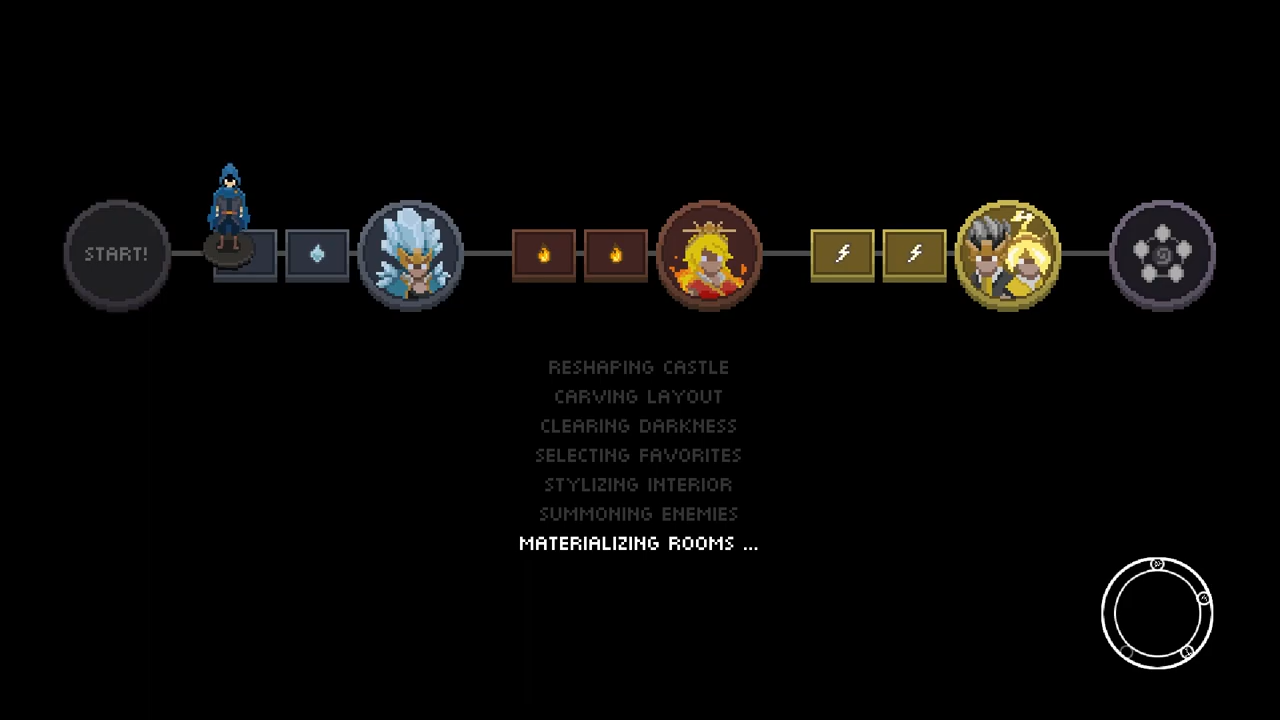 START!
RESHAPING CASTLE
CARVING LAYOUT
CLEARING DARKNESS
SELECTING FAVORITES
STYLIZING INTERIOR
SUMMONING ENEMIES
MATERIALIZING ROOMS ...